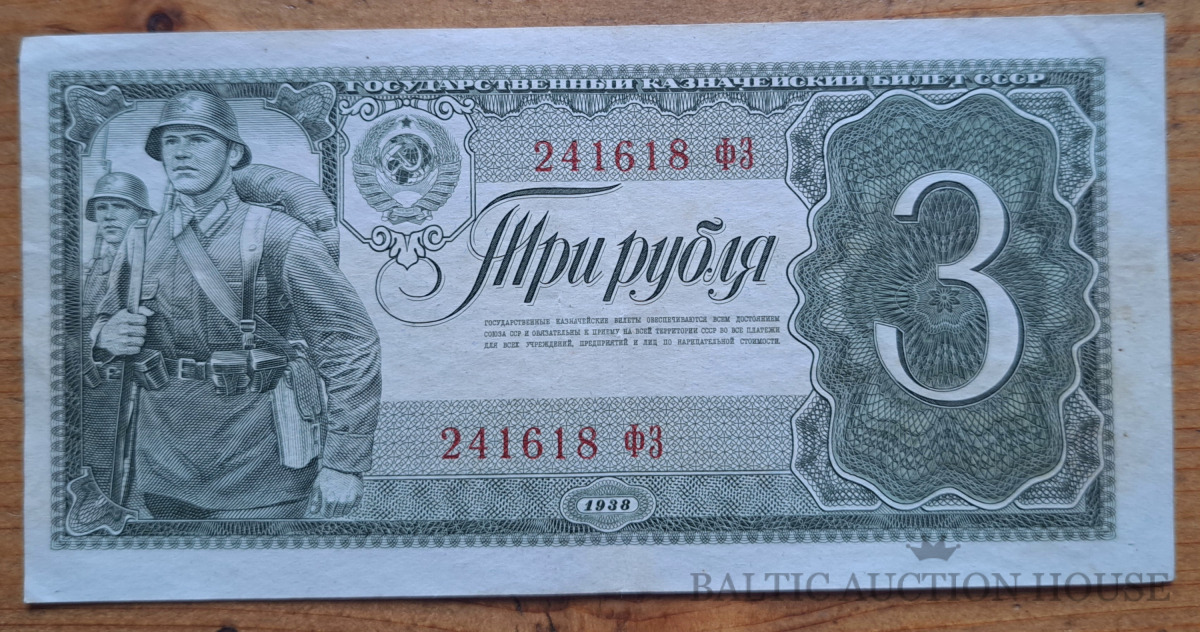 ГОСУДАРСТВЕННЫЙ КАЗНАЧЕЙСКИЙ БИЛЕТ СССР
241618 фЗ
Три рубля
ГОСУДАРСТВЕННЫЕ КАЗНАЧЕЙСКИЕ БИЛЕТЫ ОБЕСПЕЧИВАЮТСЯ ВСЕМ ДОСТОЯНИЕМ
СОЮЗА ССР И ОБЯЗАТЕЛЬНЫ К ПРИЕМУ НА ВСЕЙ ТЕРРИТОРИИ СССР ВО ВСЕ ПЛАТЕЖИ
ДЛЯ ВСЕХ УЧРЕЖДЕНИЙ, ПРЕДПРИЯТИЙ И ЛИЦ ПО НАРИЦАТЕЛЬНОЙ СТОИМОСТИ.
3
241618 фЗ
1938
BALTIC AUCTION HOUSE